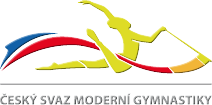 ČESKÝ SVAZ MODERNÍ GYMNASTIKY